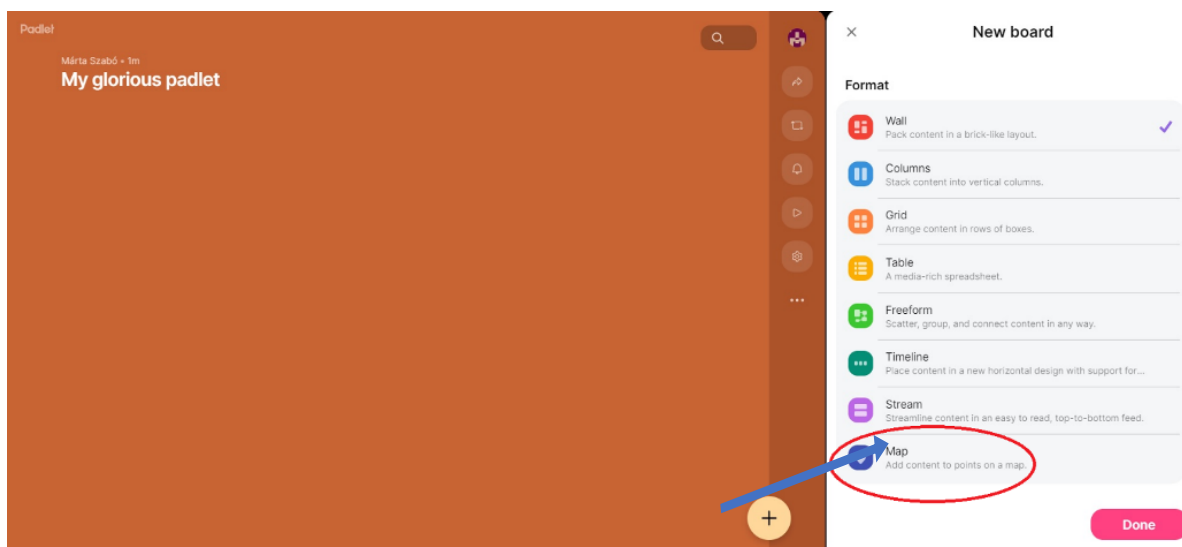 Padlet
Márta Szabó • 1m
My glorious padlet
New board
Format
Wall
Pack content in a brick-like layout.
Columns
Stack content into vertical columns.
Grid
Arrange content in rows of boxes.
Table
A media-rich spreadsheet.
Freeform
Scatter, group, and connect content in any way.
Timeline
Place content in a new horizontal design with support for...
Stream
Streamline content in an easy to read, top-to-bottom feed.
Map
Add content to points on a map.
Done